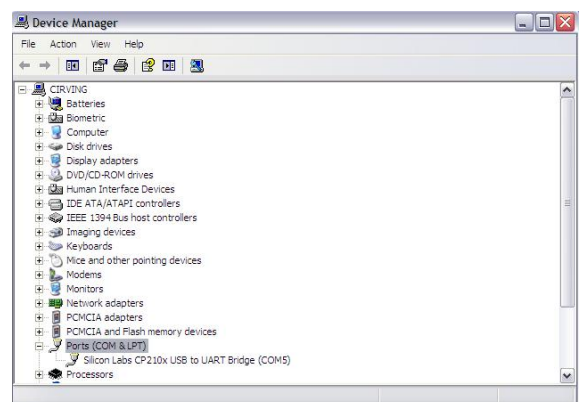 Device Manager
File Action View Help
CIRVING
Batteries
Biometric
Computer
Disk drives
Display adapters
DVD/CD-ROM drives
Human Interface Devices
IDE ATA/ATAPI controllers
IEEE 1394 Bus host controllers
Imaging devices
Keyboards
Mice and other pointing devices
Modems
Monitors
Network adapters
PCMCIA adapters
PCMCIA and Flash memory devices
Ports (COM & LPT)
Silicon Labs CP210x USB to UART Bridge (COM5)
Processors